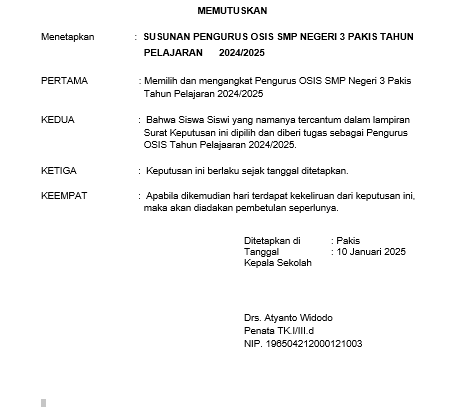 MEMUTUSKAN
Menetapkan : SUSUNAN PENGURUS OSIS SMP NEGERI 3 PAKIS TAHUN
PELAJARAN 2024/2025
PERTAMA : Memilih dan mengangkat Pengurus OSIS SMP Negeri 3 Pakis
Tahun Pelajaran 2024/2025
KEDUA : Bahwa Siswa Siswi yang namanya tercantum dalam lampiran
Surat Keputusan ini dipilih dan diberi tugas sebagai Pengurus
OSIS Tahun Pelajaaran 2024/2025.
KETIGA : Keputusan ini berlaku sejak tanggal ditetapkan.
KEEMPAT : Apabila dikemudian hari terdapat kekeliruan dari keputusan ini,
maka akan diadakan pembetulan seperlunya.
Ditetapkan di : Pakis
Tanggal : 10 Januari 2025
Kepala Sekolah
Drs. Atyanto Widodo
Penata TK.I/III.d
NIP. 196504212000121003